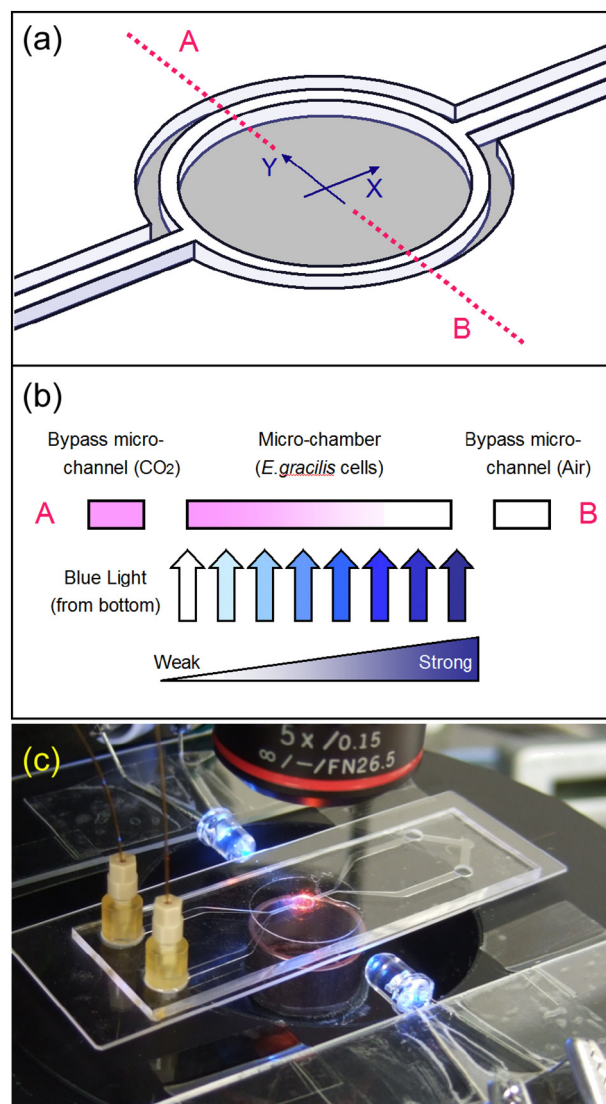 (a)
A
Y
X
B
(b)
Bypass micro-
channel (CO2)
Micro-chamber
(E.gracilis cells)
Bypass micro-
channel (Air)
A
B
Blue Light
(from bottom)
Weak
Strong
(c)
5x/0.15
∞/-/FN26.5